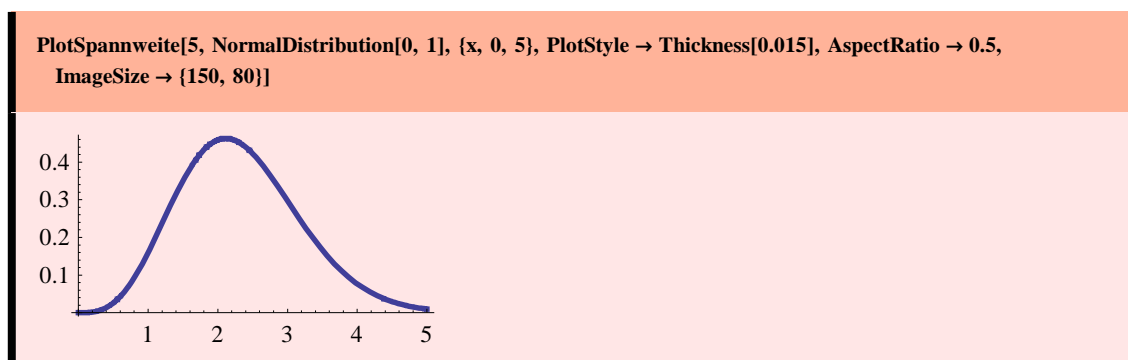 PlotSpannweite[5, NormalDistribution[0, 1], {x, 0, 5}, PlotStyle → Thickness[0.015], AspectRatio → 0.5,
ImageSize → {150, 80}]
0.4
0.3
0.2
0.1
1 2 3 4 5